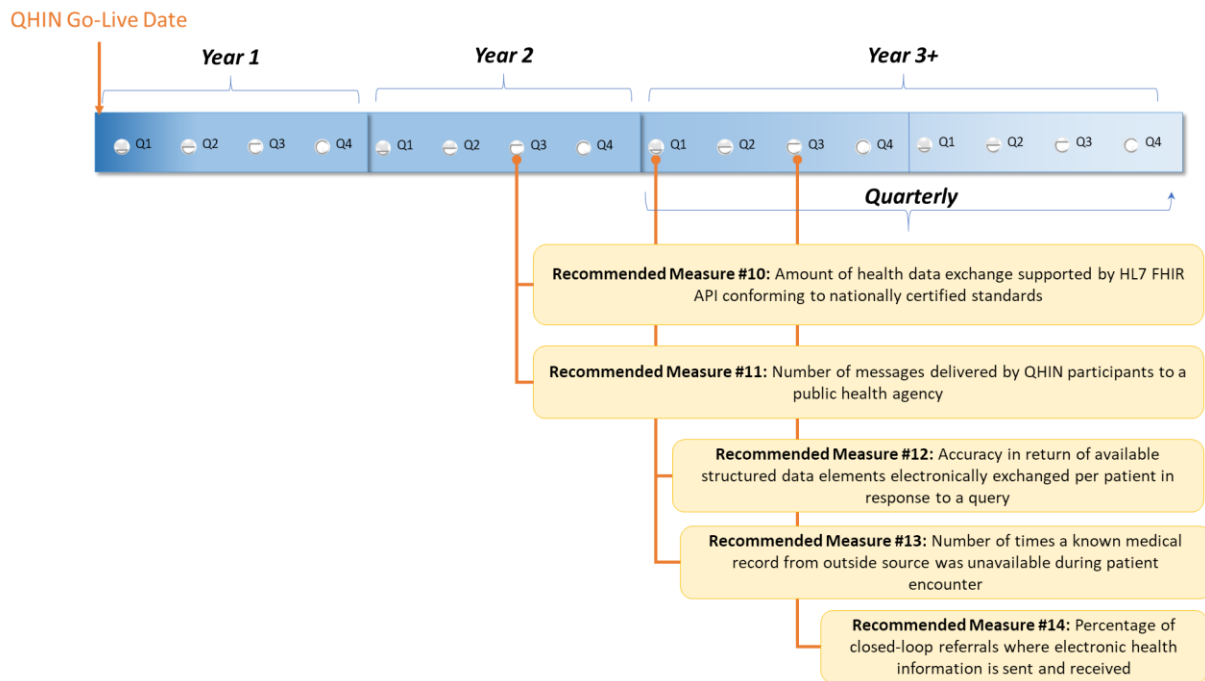 QHIN Go-Live Date
Year 1
Year 2
Year 3+
Q1 Q2 Q3 Q4 Q1 Q2 Q3 Q4 Q1 Q2 Q3 Q4 Q1 Q2 Q3 Q4
Quarterly
Recommended Measure #10: Amount of health data exchange supported by HL7 FHIR
API conforming to nationally certified standards
Recommended Measure #11: Number of messages delivered by QHIN participants to a
public health agency
Recommended Measure #12: Accuracy in return of available
structured data elements electronically exchanged per patient in
response to a query
Recommended Measure #13: Number of times a known medical
record from outside source was unavailable during patient
encounter
Recommended Measure #14: Percentage of
closed-loop referrals where electronic health
information is sent and received